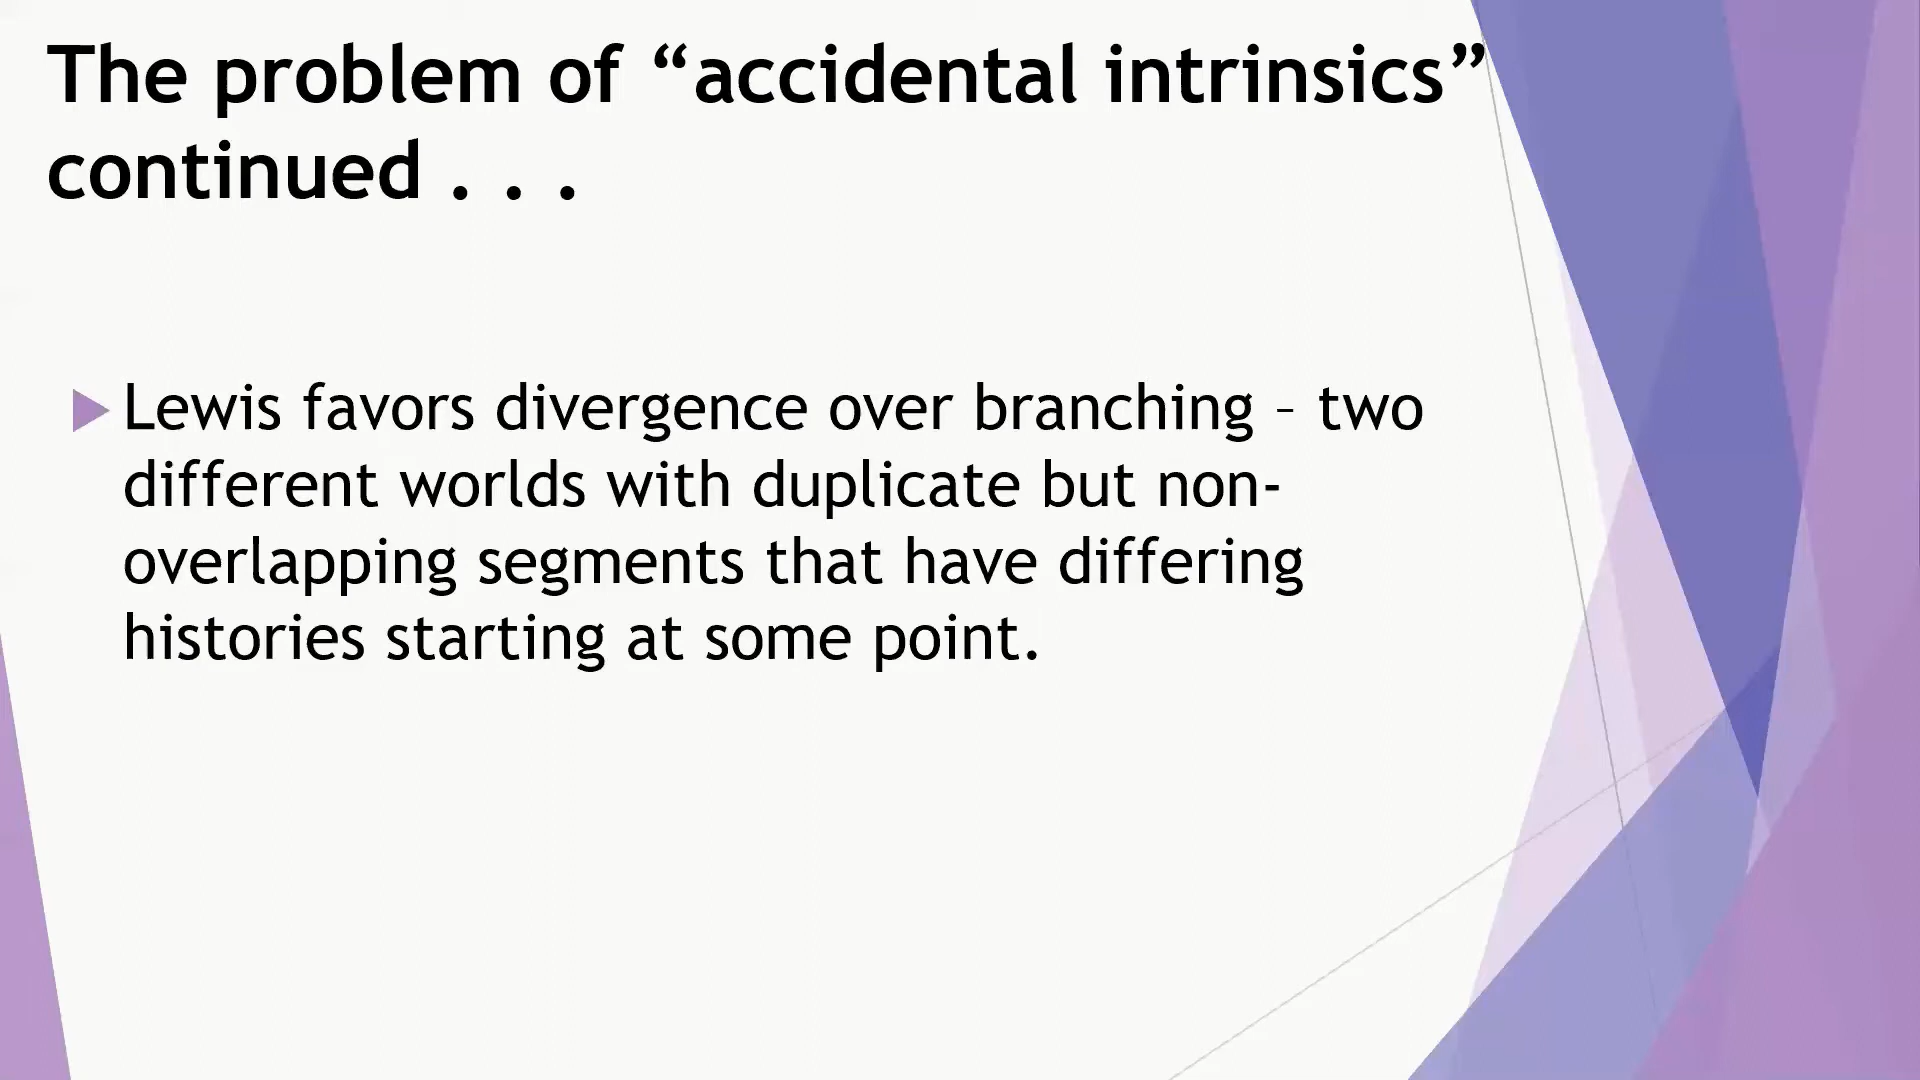 The problem of “accidental intrinsics”
continued . . .
Lewis favors divergence over branching – two
different worlds with duplicate but non-
overlapping segments that have differing
histories starting at some point.